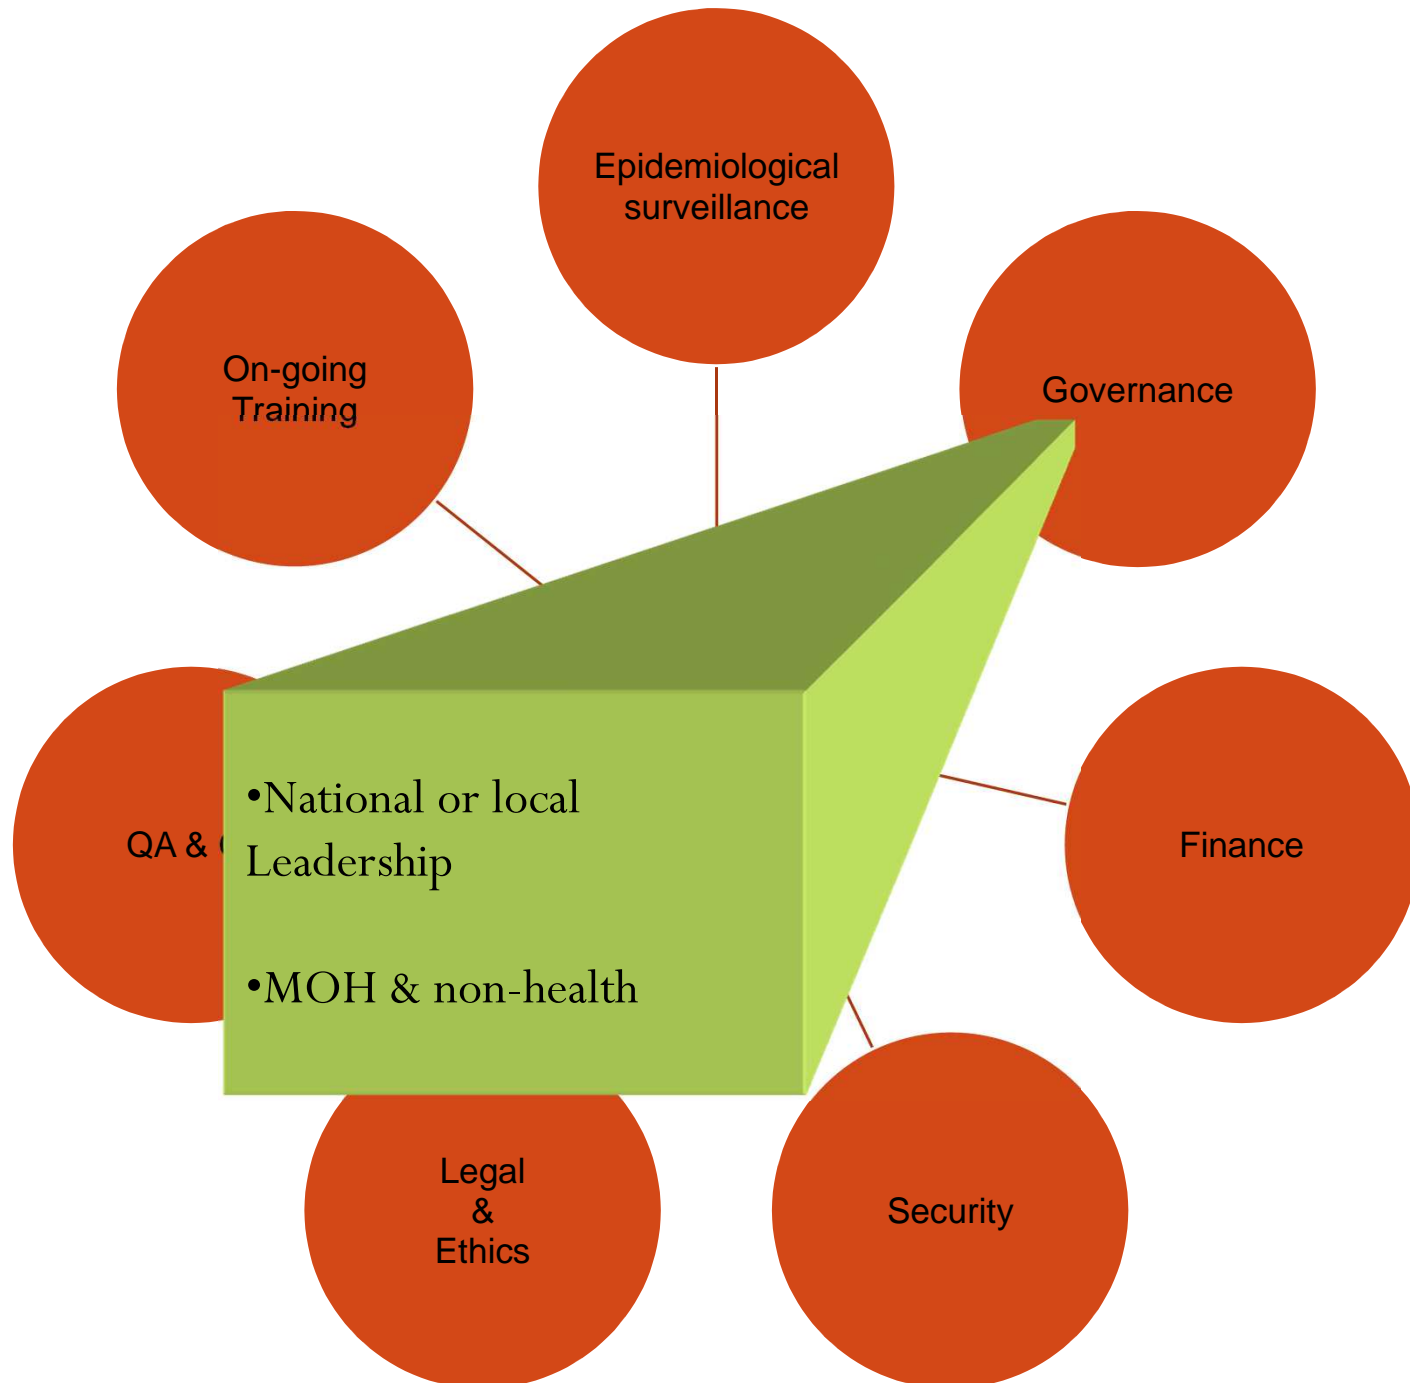 Epidemiological
surveillance
On-going
Training
Governance
•National or local
Leadership
•MOH & non-health
QA &
Finance
Legal
&
Ethics
Security